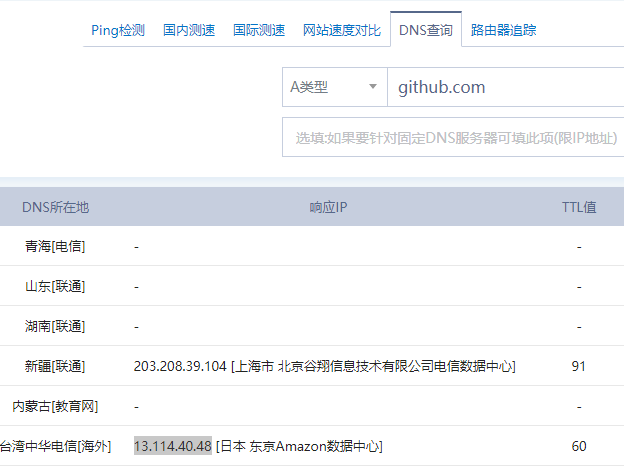 Ping检测 国内测速 国际测速 网站速度对比 DNS查询 路由器追踪
A类型 github.com
选填:如果要针对固定DNS服务器可填此项(限IP地址)
DNS所在地 响应IP TTL值
青海[电信] - -
山东[联通] - -
湖南[联通] - -
新疆[联通] 203.208.39.104 [上海市 北京谷翔信息技术有限公司电信数据中心] 91
内蒙古[教育网] - -
台湾中华电信[海外] 13.114.40.48 [日本 东京Amazon数据中心] 60